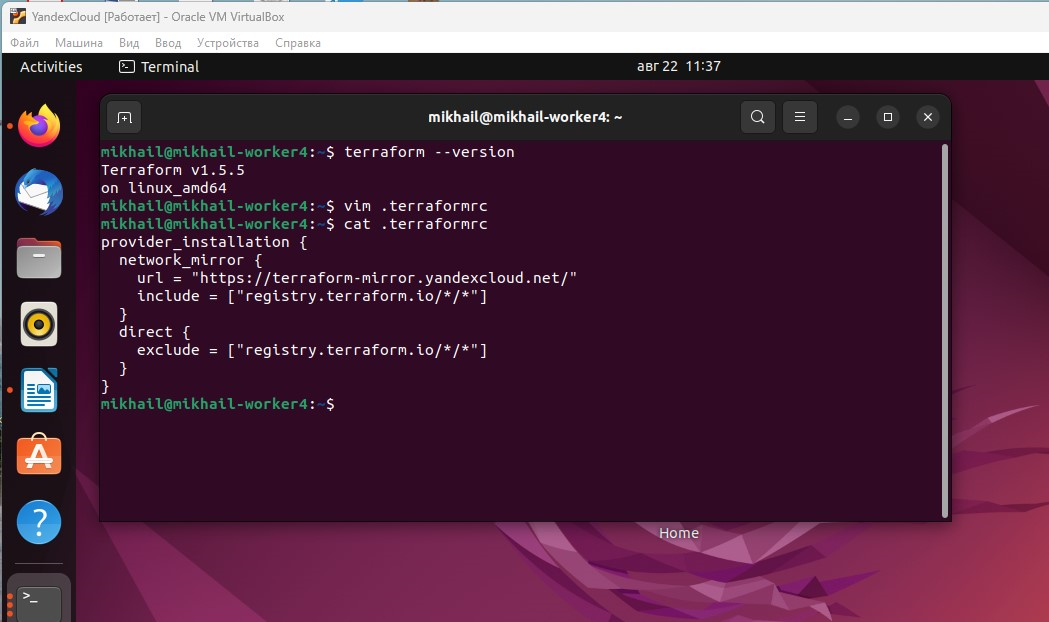 YandexCloud [Работает] - Oracle VM VirtualBox
Файл Машина Вид Ввод Устройства Справка
Activities Terminal авг 22 11:37
mikhail@mikhail-worker4: ~
mikhail@mikhail-worker4:~$ terraform --version
Terraform v1.5.5
on linux_amd64
mikhail@mikhail-worker4:~$ vim .terraformrc
mikhail@mikhail-worker4:~$ cat .terraformrc
provider_installation {
  network_mirror {
    url = "https://terraform-mirror.yandexcloud.net/"
    include = ["registry.terraform.io/*/*"]
  }
  direct {
    exclude = ["registry.terraform.io/*/*"]
  }
}
mikhail@mikhail-worker4:~$
Home